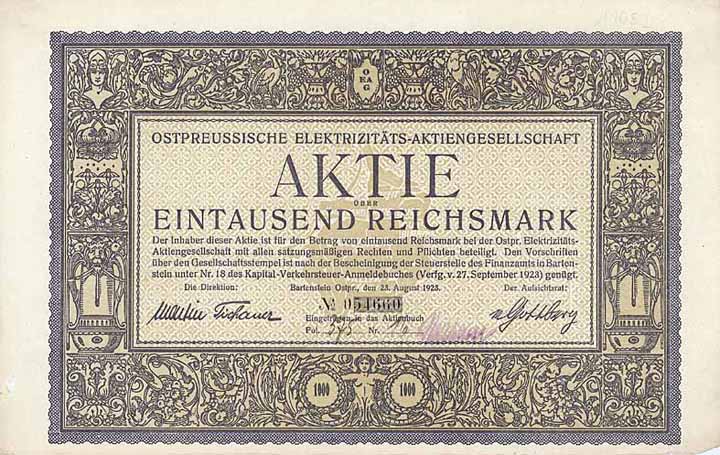 O
EA
G
OSTPREUSSISCHE ELEKTRIZITÄTS-AKTIENGESELLSCHAFT
AKTIE
ÜBER
EINTAUSEND REICHSMARK
Der Inhaber dieser Aktie ist für den Betrag von eintausend Reichsmark bei der Ostpr. Elektrizitäts-
Aktiengesellschaft mit allen satzungsmäßigen Rechten und Pflichten beteiligt. Den Vorschriften
über den Gesellschaftsstempel ist nach der Bescheinigung der Steuerstelle des Finanzamts in Barten-
stein unter Nr. 18 des Kapital-Verkehrsteuer-Anmeldebuches (Verfg. v. 27. September 1923) genügt.
Die Direktion: Bartenstein Ostpr., den 23. August 1923. Der Aufsichtsrat:
№ 054660
Eingetragen in das Aktienbuch
Fol. Nr.
1000 1000